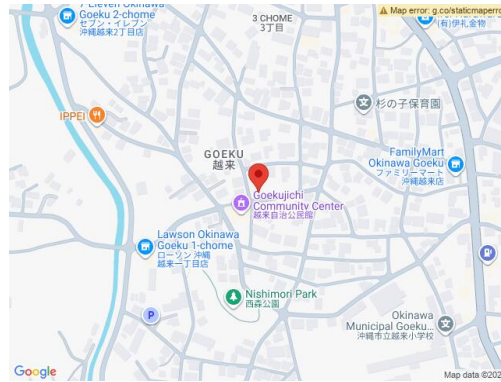 7-Eleven Okinawa
Goeku 2-chome
セブン-イレブン
沖縄越来2丁目店
3 CHOME
3丁目
⚠ Map error: g.co/staticmaperro
(有)伊礼金物
IPPEI
杉の子保育園
GOEKU
越来
FamilyMart
Okinawa Goeku
ファミリーマート
沖縄越来店
Goekujichi
Community Center
越来自治公民館
Lawson Okinawa
Goeku 1-chome
ローソン 沖縄
越来一丁目店
Nishimori Park
西森公園
P
Okinawa
Municipal Goeku...
沖縄市立越来小学校
Google
Map data ©202